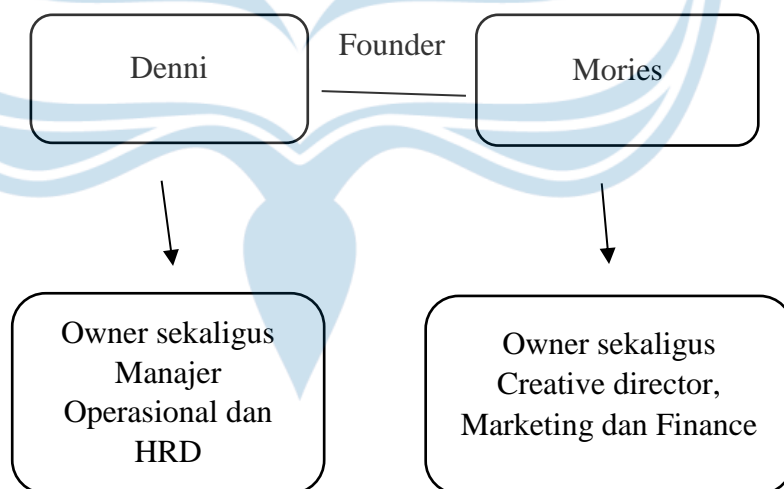 Founder
Denni
Mories
Owner sekaligus
Manajer
Operasional dan
HRD
Owner sekaligus
Creative director,
Marketing dan Finance